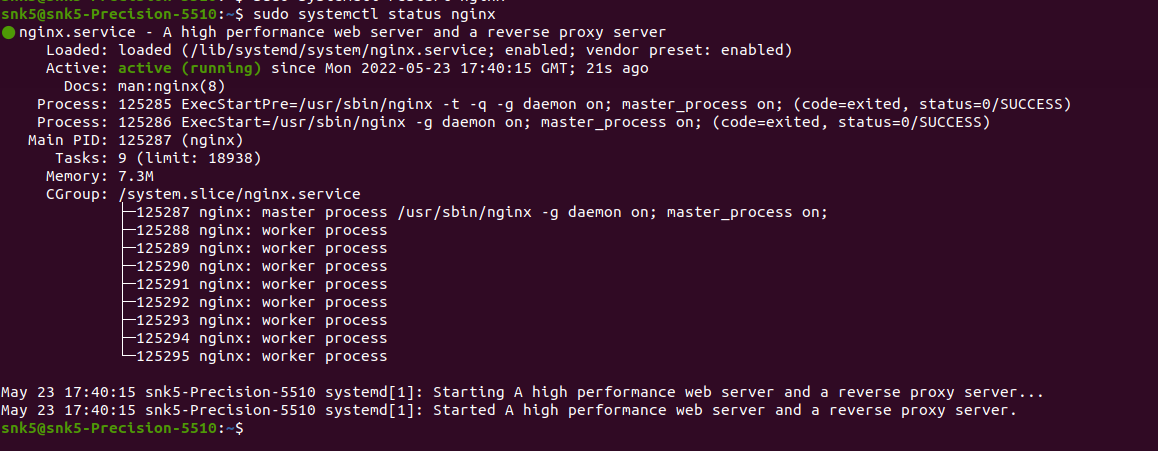 snk5@snk5-Precision-5510:~$ sudo systemctl status nginx
● nginx.service - A high performance web server and a reverse proxy server
     Loaded: loaded (/lib/systemd/system/nginx.service; enabled; vendor preset: enabled)
     Active: active (running) since Mon 2022-05-23 17:40:15 GMT; 21s ago
       Docs: man:nginx(8)
    Process: 125285 ExecStartPre=/usr/sbin/nginx -t -q -g daemon on; master_process on; (code=exited, status=0/SUCCESS)
    Process: 125286 ExecStart=/usr/sbin/nginx -g daemon on; master_process on; (code=exited, status=0/SUCCESS)
   Main PID: 125287 (nginx)
      Tasks: 9 (limit: 18938)
     Memory: 7.3M
     CGroup: /system.slice/nginx.service
             ├─125287 nginx: master process /usr/sbin/nginx -g daemon on; master_process on;
             ├─125288 nginx: worker process
             ├─125289 nginx: worker process
             ├─125290 nginx: worker process
             ├─125291 nginx: worker process
             ├─125292 nginx: worker process
             ├─125293 nginx: worker process
             ├─125294 nginx: worker process
             └─125295 nginx: worker process
May 23 17:40:15 snk5-Precision-5510 systemd[1]: Starting A high performance web server and a reverse proxy server...
May 23 17:40:15 snk5-Precision-5510 systemd[1]: Started A high performance web server and a reverse proxy server.
snk5@snk5-Precision-5510:~$